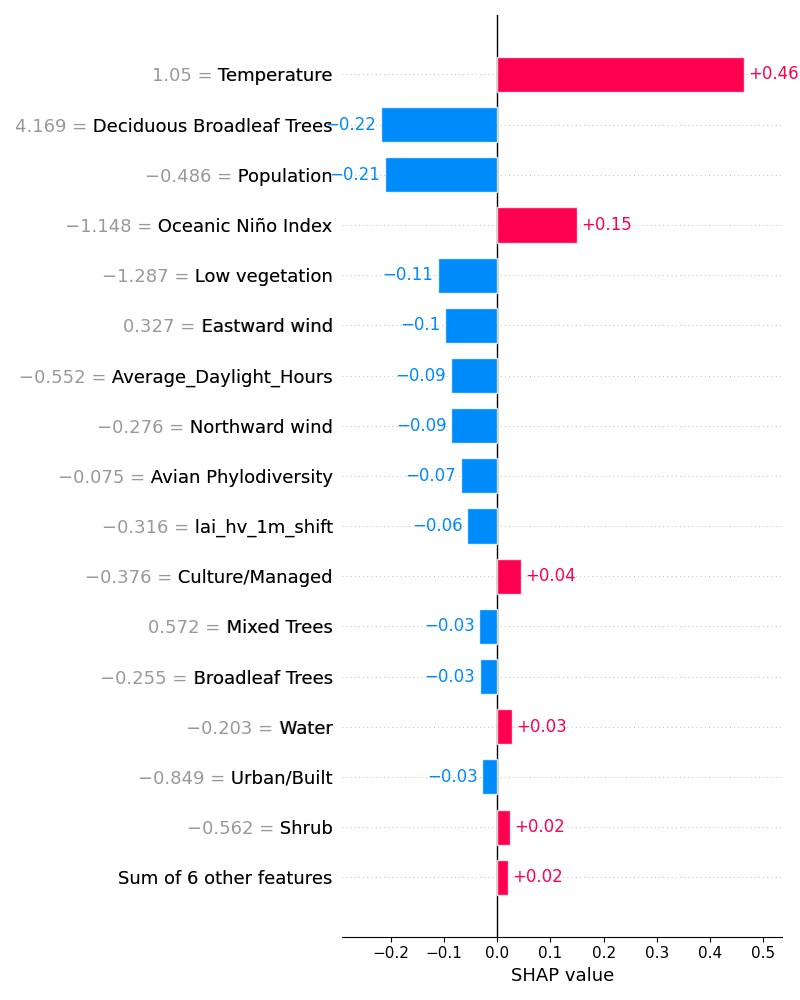 1.05 = Temperature +0.46
4.169 = Deciduous Broadleaf Trees −0.22
−0.486 = Population −0.21
−1.148 = Oceanic Niño Index +0.15
−1.287 = Low vegetation −0.11
0.327 = Eastward wind −0.1
−0.552 = Average_Daylight_Hours −0.09
−0.276 = Northward wind −0.09
−0.075 = Avian Phylodiversity −0.07
−0.316 = lai_hv_1m_shift −0.06
−0.376 = Culture/Managed +0.04
0.572 = Mixed Trees −0.03
−0.255 = Broadleaf Trees −0.03
−0.203 = Water +0.03
−0.849 = Urban/Built −0.03
−0.562 = Shrub +0.02
Sum of 6 other features +0.02
−0.2 −0.1 0.0 0.1 0.2 0.3 0.4 0.5
SHAP value